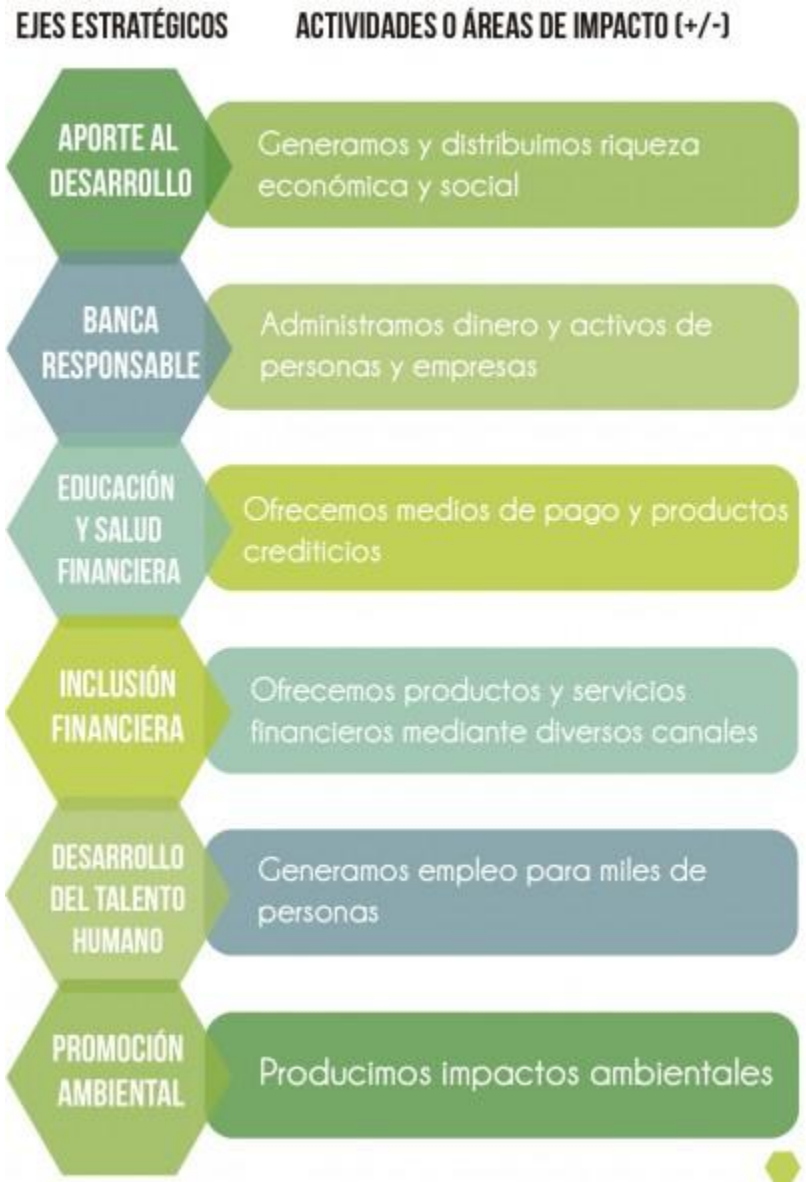 EJES ESTRATÉGICOS
ACTIVIDADES O ÁREAS DE IMPACTO (+/-)
APORTE AL
DESARROLLO
Generamos y distribuimos riqueza
económica y social
BANCA
RESPONSABLE
Administramos dinero y activos de
personas y empresas
EDUCACIÓN
Y SALUD
FINANCIERA
Ofrecemos medios de pago y productos
crediticios
INCLUSIÓN
FINANCIERA
Ofrecemos productos y servicios
financieros mediante diversos canales
DESARROLLO
DEL TALENTO
HUMANO
Generamos empleo para miles de
personas
PROMOCIÓN
AMBIENTAL
Producimos impactos ambientales